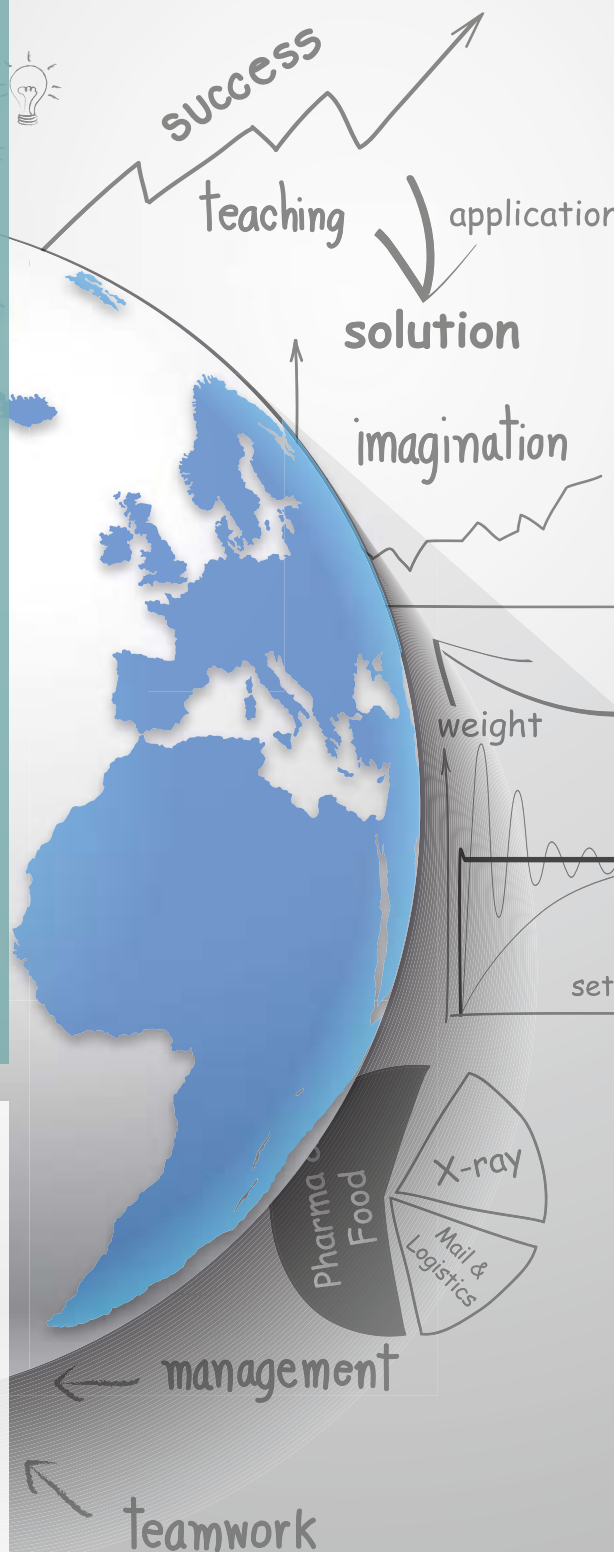 success
teaching
application
solution
imagination
weight
set
X-ray
Pharma &
Food
Mail &
Logistics
management
teamwork